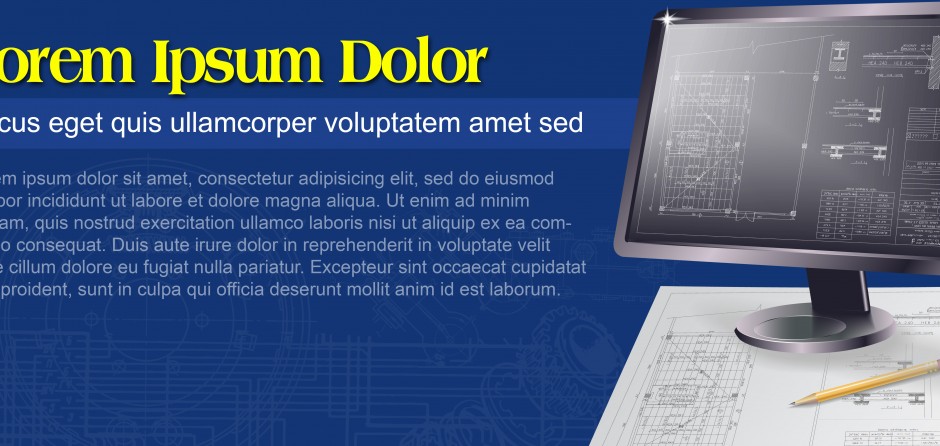 orem Ipsum Dolor
cus eget quis ullamcorper voluptatem amet sed
em ipsum dolor sit amet, consectetur adipisicing elit, sed do eiusmod
por incididunt ut labore et dolore magna aliqua. Ut enim ad minim
am, quis nostrud exercitation ullamco laboris nisi ut aliquip ex ea com-
o consequat. Duis aute irure dolor in reprehenderit in voluptate velit
e cillum dolore eu fugiat nulla pariatur. Excepteur sint occaecat cupidatat
proident, sunt in culpa qui officia deserunt mollit anim id est laborum.